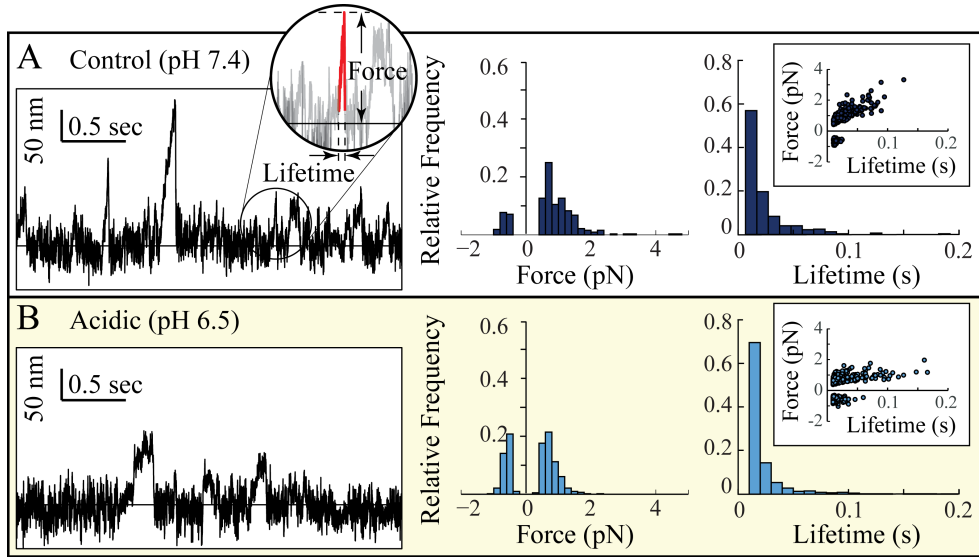 A Control (pH 7.4)
50 nm
0.5 sec
Force
Lifetime
Relative Frequency
0.6
0.4
0.2
−2 0 2 4
Force (pN)
0.8
0.6
0.4
0.2
0
0 0.1 0.2
Lifetime (s)
Force (pN)
4
2
0
-2
0.1 0.2
Lifetime (s)
B Acidic (pH 6.5)
50 nm
0.5 sec
Relative Frequency
0.6
0.4
0.2
−2 0 2 4
Force (pN)
0.8
0.6
0.4
0.2
0
0 0.1 0.2
Lifetime (s)
Force (pN)
4
2
0
-2
0.1 0.2
Lifetime (s)